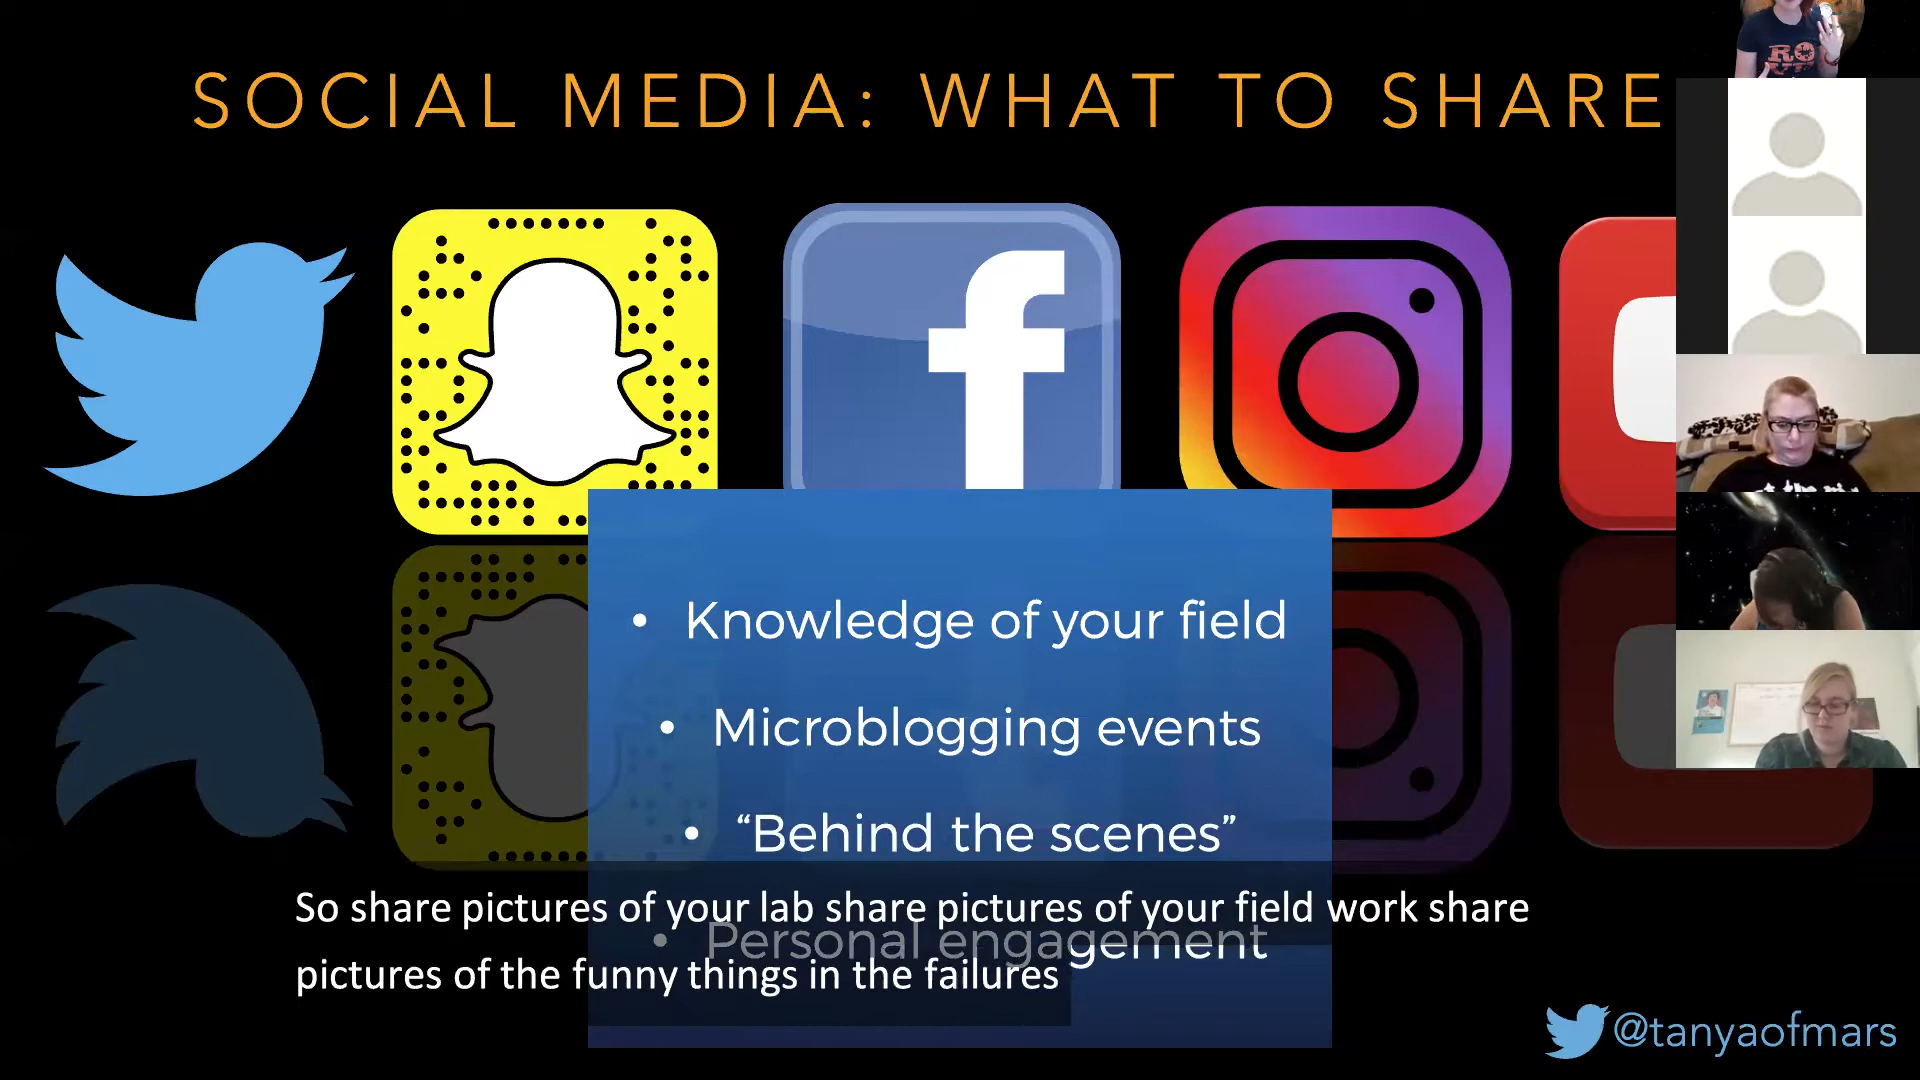 SOCIAL MEDIA: WHAT TO SHARE
• Knowledge of your field
• Microblogging events
• “Behind the scenes”
• Personal engagement
So share pictures of your lab share pictures of your field work share
pictures of the funny things in the failures
@tanyaofmars